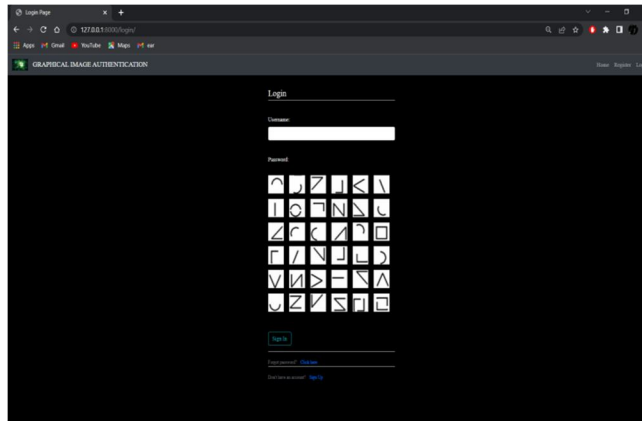 Login Page
127.0.0.1:8000/login/
Apps Gmail YouTube Maps ear
GRAPHICAL IMAGE AUTHENTICATION
Home Register
Login
Username:
Password:
Sign In
Forgot password? Click here
Don't have an account? Sign Up